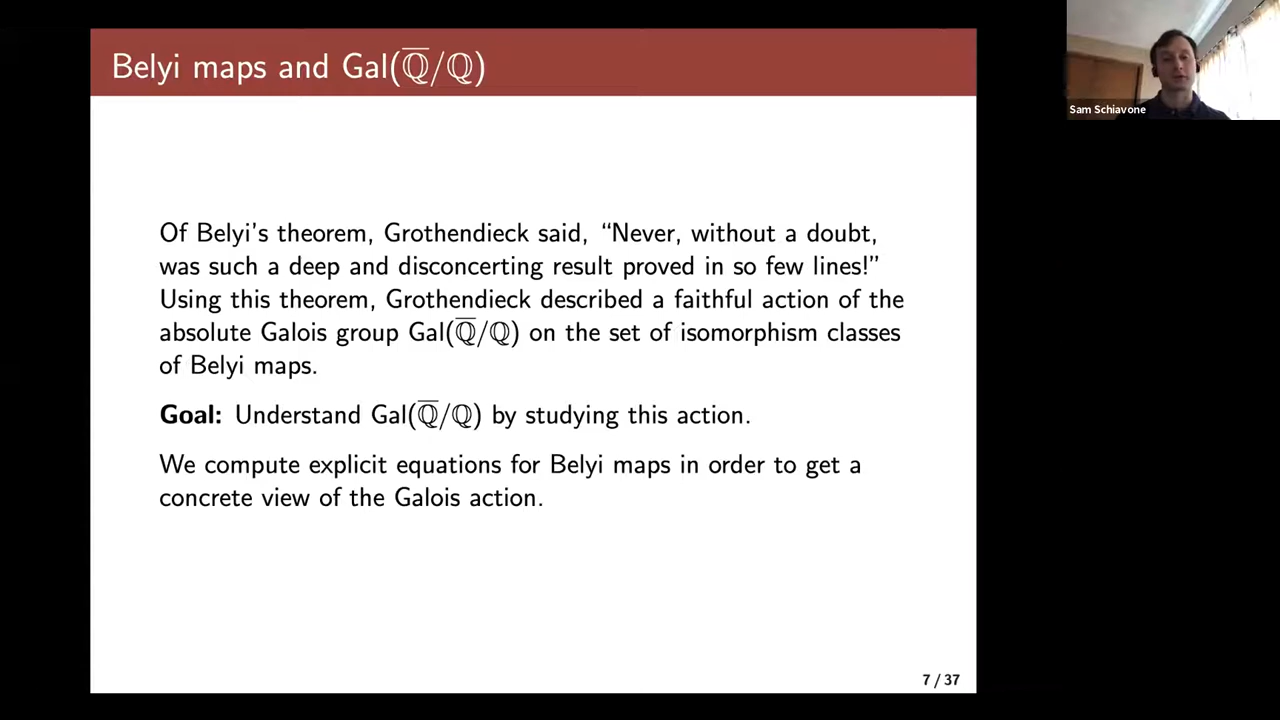 Belyi maps and Gal(ℚ̅/ℚ)
Of Belyi's theorem, Grothendieck said, “Never, without a doubt,
was such a deep and disconcerting result proved in so few lines!”
Using this theorem, Grothendieck described a faithful action of the
absolute Galois group Gal(ℚ̅/ℚ) on the set of isomorphism classes
of Belyi maps.
Goal: Understand Gal(ℚ̅/ℚ) by studying this action.
We compute explicit equations for Belyi maps in order to get a
concrete view of the Galois action.
7 / 37
Sam Schiavone